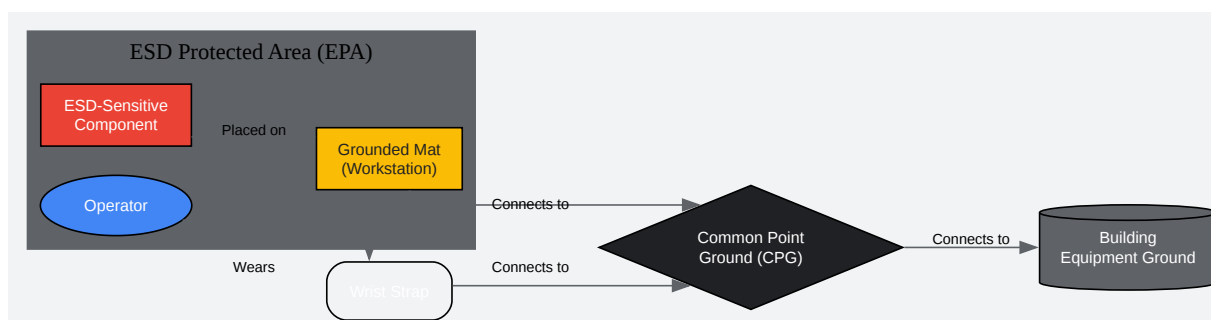 ESD Protected Area (EPA)
ESD-Sensitive
Component
Placed on
Grounded Mat
(Workstation)
Operator
Connects to
Wears
Wrist Strap
Connects to
Common Point
Ground (CPG)
Connects to
Building
Equipment Ground